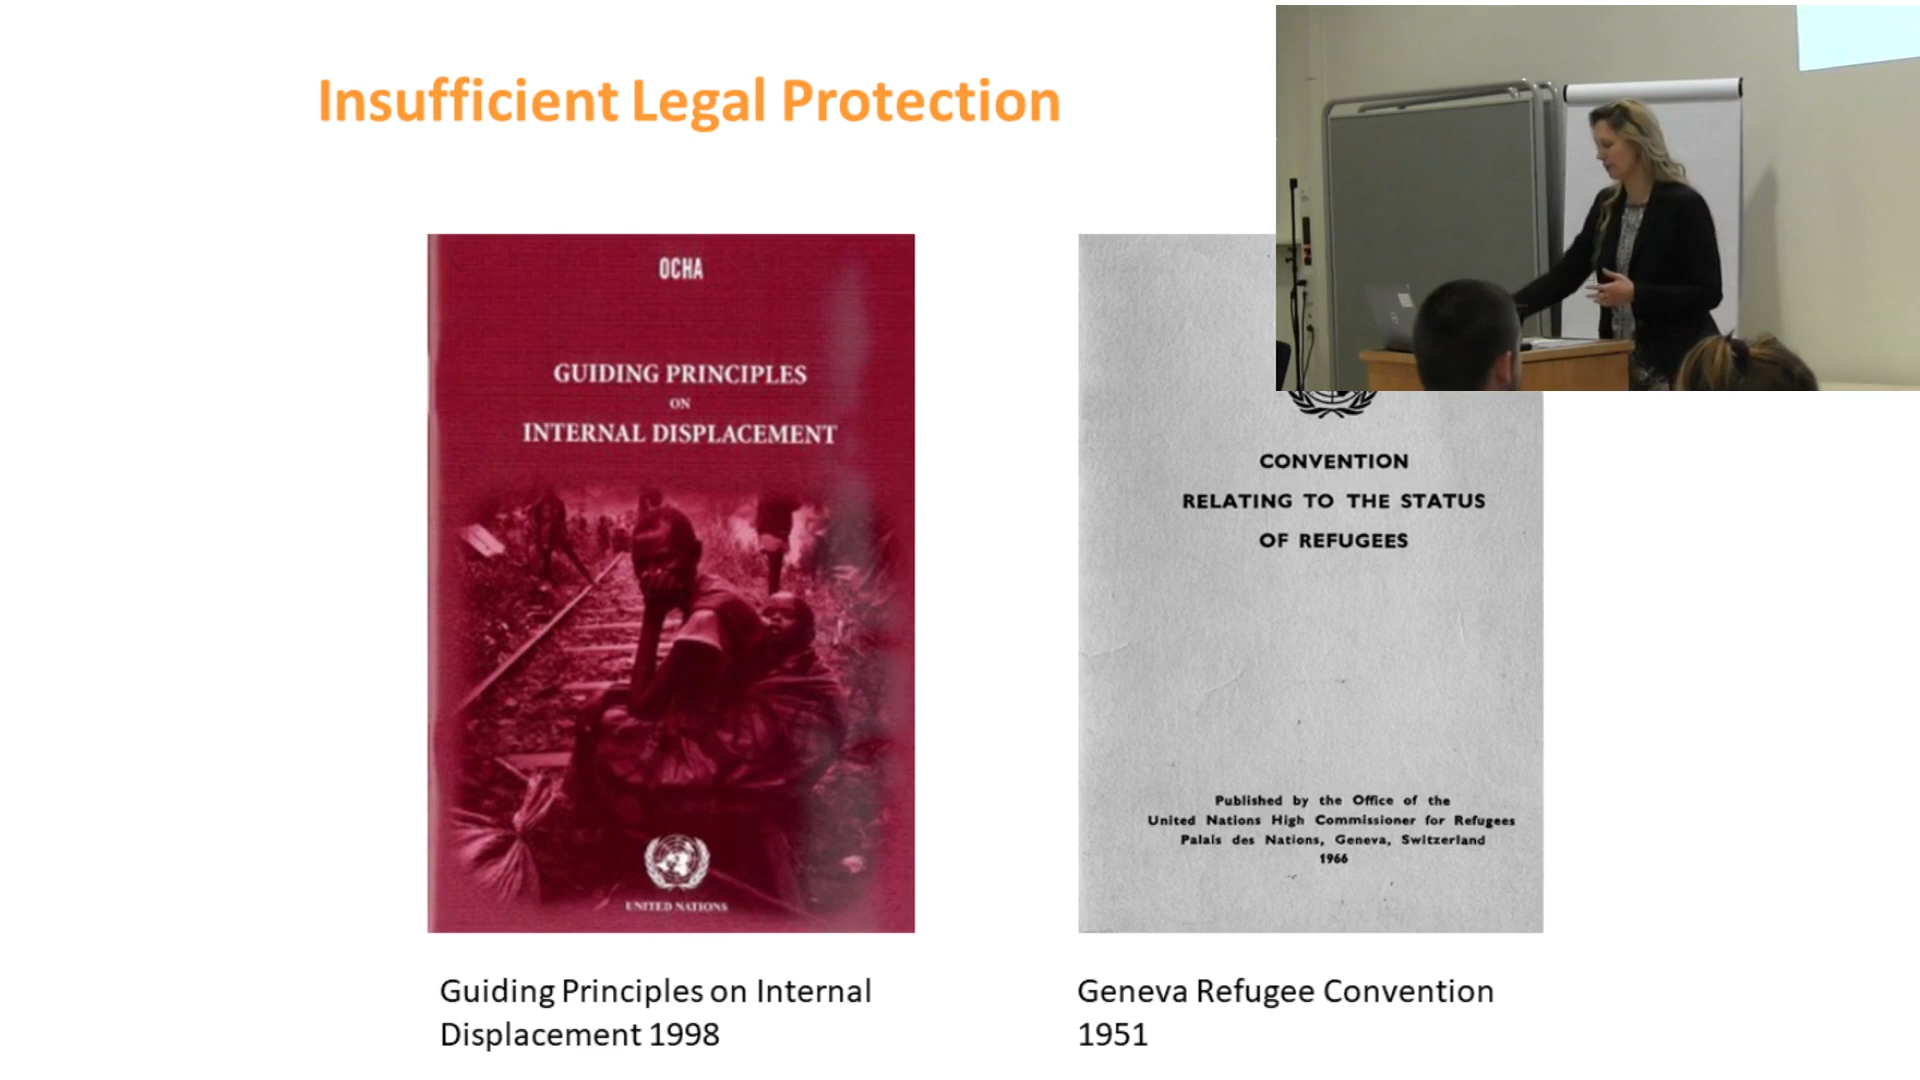 Insufficient Legal Protection
OCHA
GUIDING PRINCIPLES
ON
INTERNAL DISPLACEMENT
UNITED NATIONS
Guiding Principles on Internal
Displacement 1998
CONVENTION
RELATING TO THE STATUS
OF REFUGEES
Published by the Office of the
United Nations High Commissioner for Refugees
Palais des Nations, Geneva, Switzerland
1966
Geneva Refugee Convention
1951